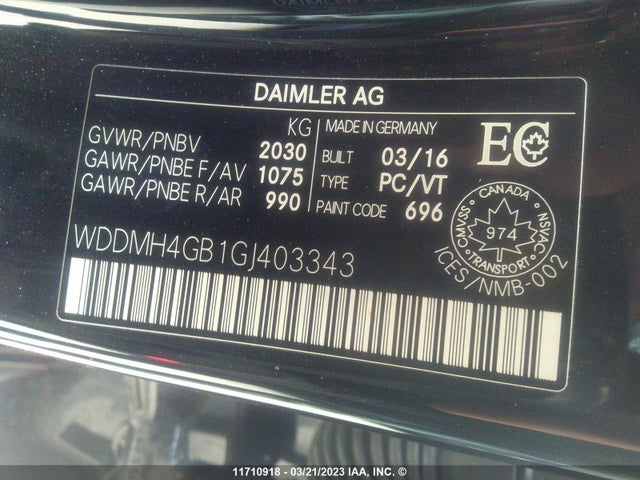 DAIMLER AG
KG
GVWR/PNBV 2030
GAWR/PNBE F/AV 1075
GAWR/PNBE R/AR 990
MADE IN GERMANY
BUILT 03/16
TYPE PC/VT
PAINT CODE 696
EC
CANADA
CMVSS 974 NSVAC
TRANSPORT
ICES/NMB-002
WDDMH4GB1GJ403343
11710918 - 03/21/2023 IAA, INC. ©